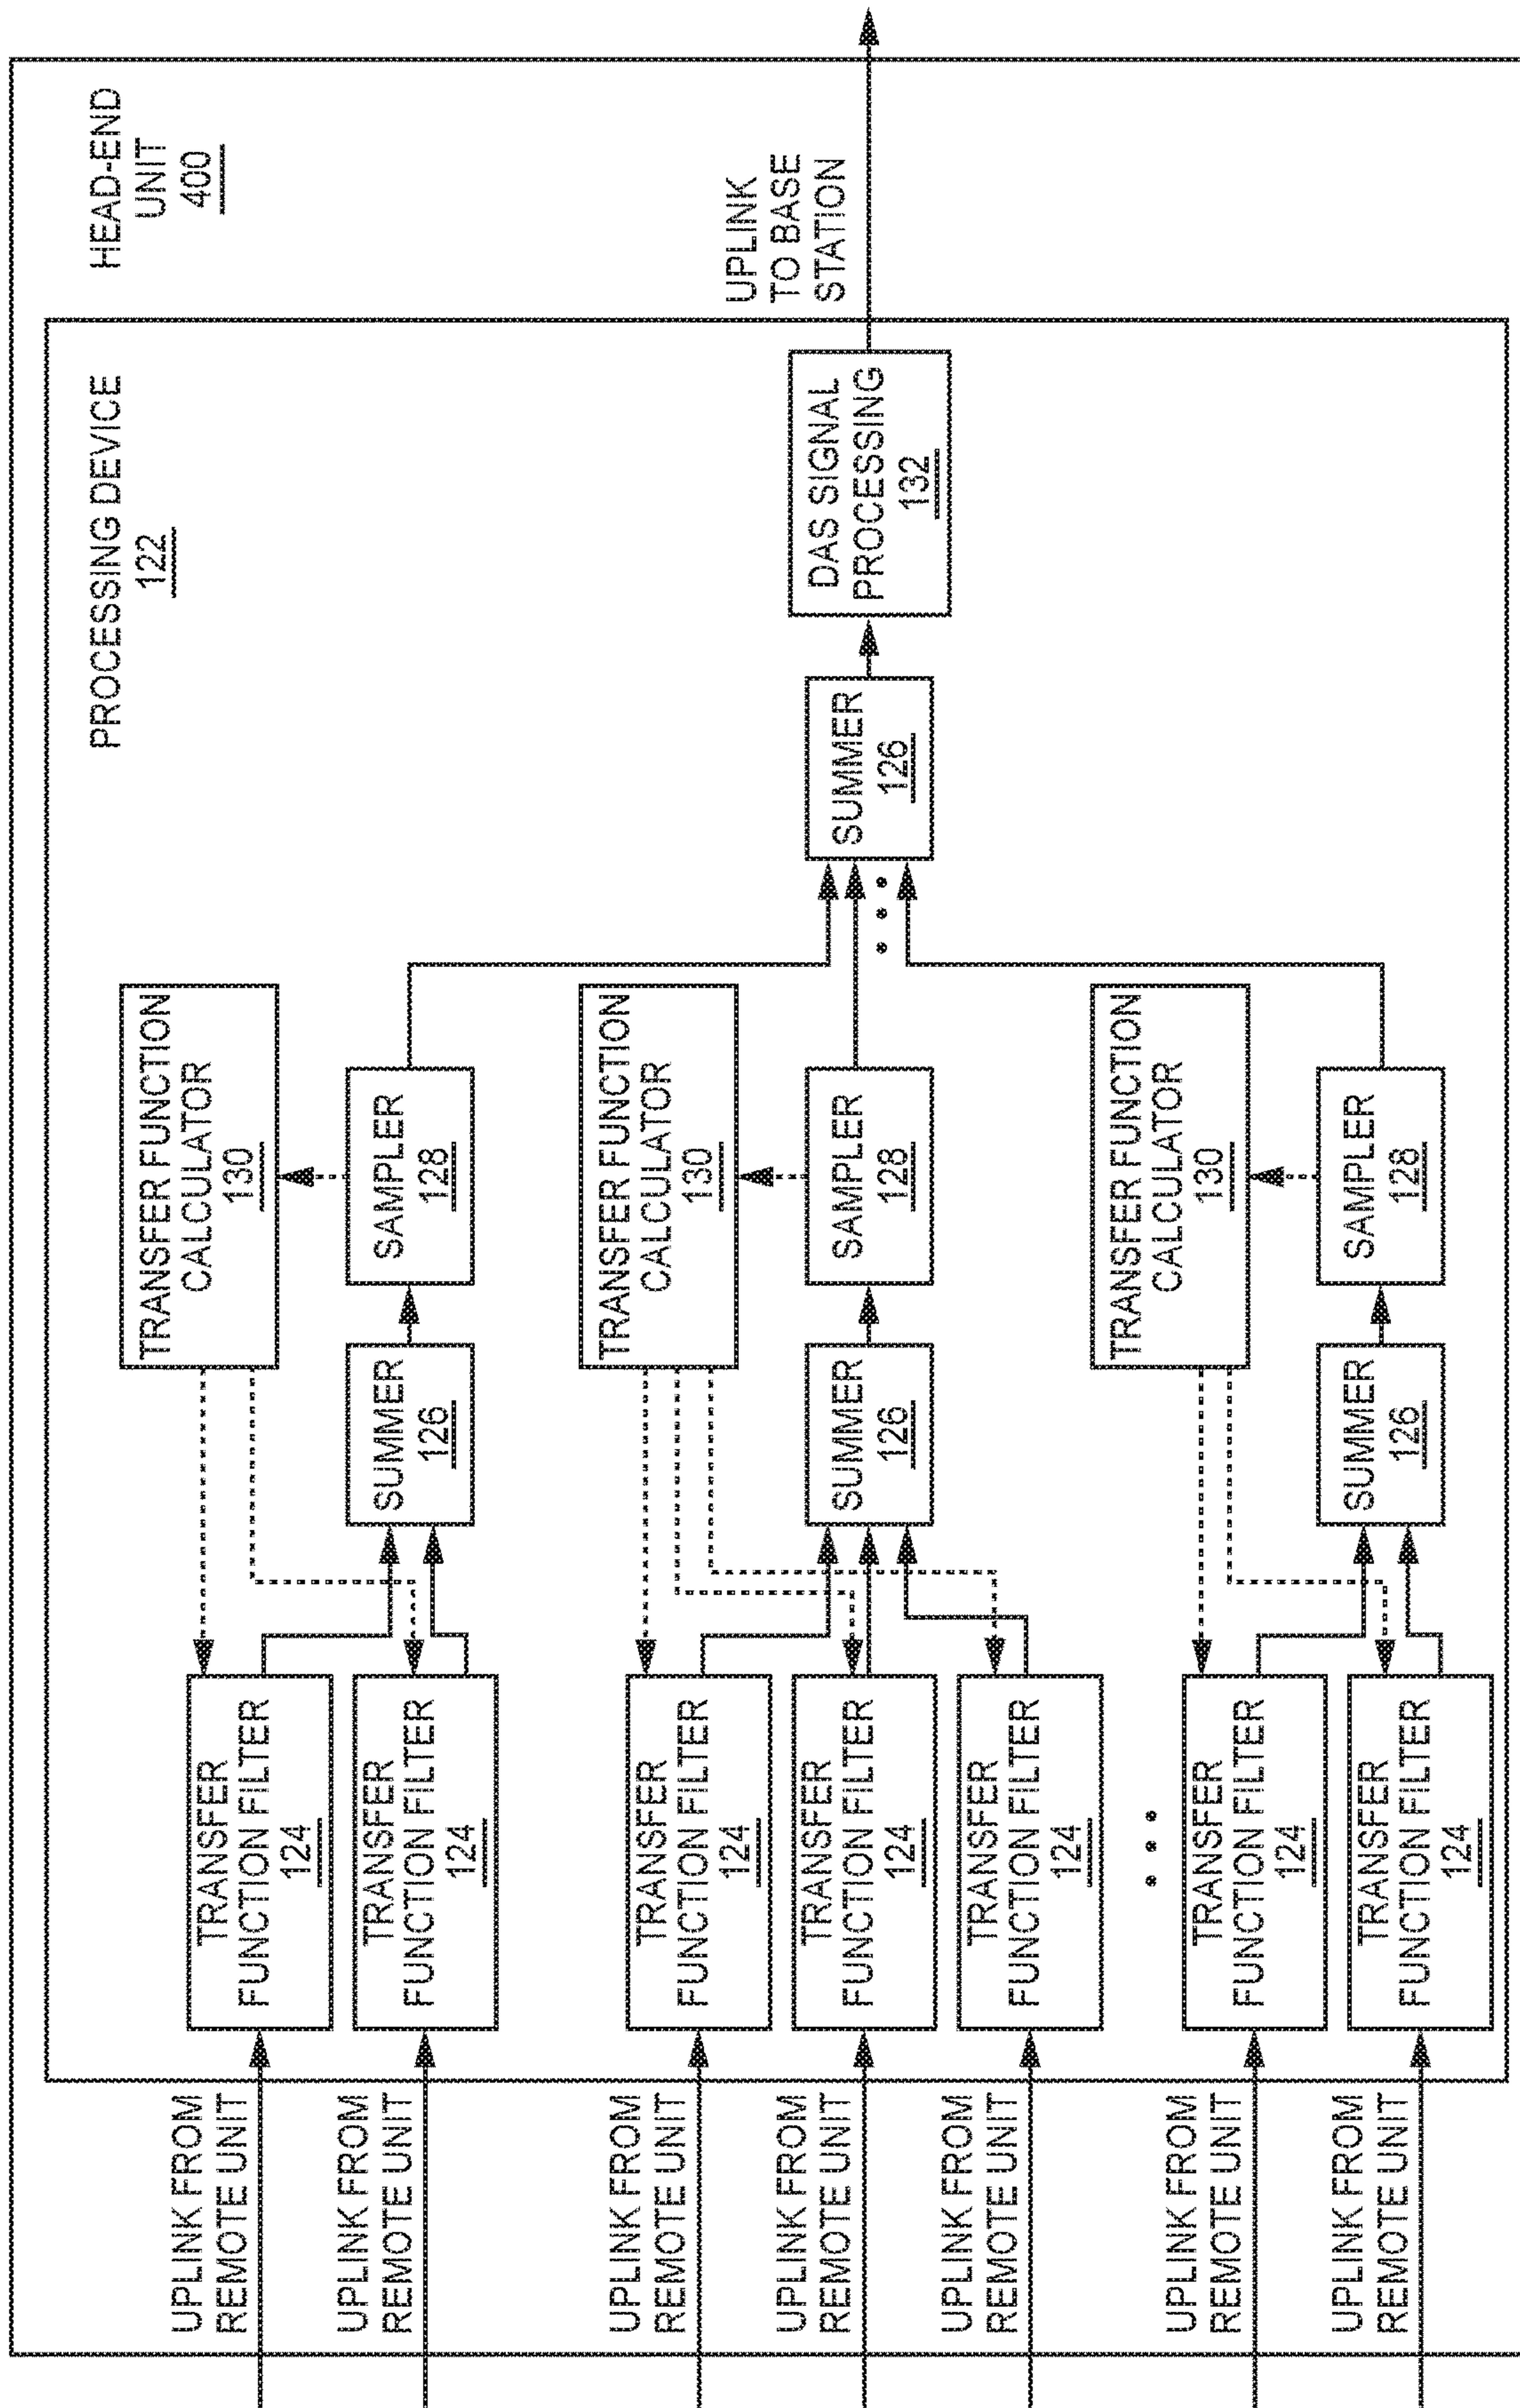 HEAD-END
UNIT
400
PROCESSING DEVICE
122
UPLINK FROM
REMOTE UNIT
TRANSFER
FUNCTION FILTER
124
UPLINK FROM
REMOTE UNIT
TRANSFER
FUNCTION FILTER
124
TRANSFER FUNCTION
CALCULATOR
130
SUMMER
126
SAMPLER
128
UPLINK FROM
REMOTE UNIT
TRANSFER
FUNCTION FILTER
124
UPLINK FROM
REMOTE UNIT
TRANSFER
FUNCTION FILTER
124
UPLINK FROM
REMOTE UNIT
TRANSFER
FUNCTION FILTER
124
TRANSFER FUNCTION
CALCULATOR
130
SUMMER
126
SAMPLER
128
SUMMER
126
DAS SIGNAL
PROCESSING
132
UPLINK
TO BASE
STATION
UPLINK FROM
REMOTE UNIT
TRANSFER
FUNCTION FILTER
124
UPLINK FROM
REMOTE UNIT
TRANSFER
FUNCTION FILTER
124
TRANSFER FUNCTION
CALCULATOR
130
SUMMER
126
SAMPLER
128